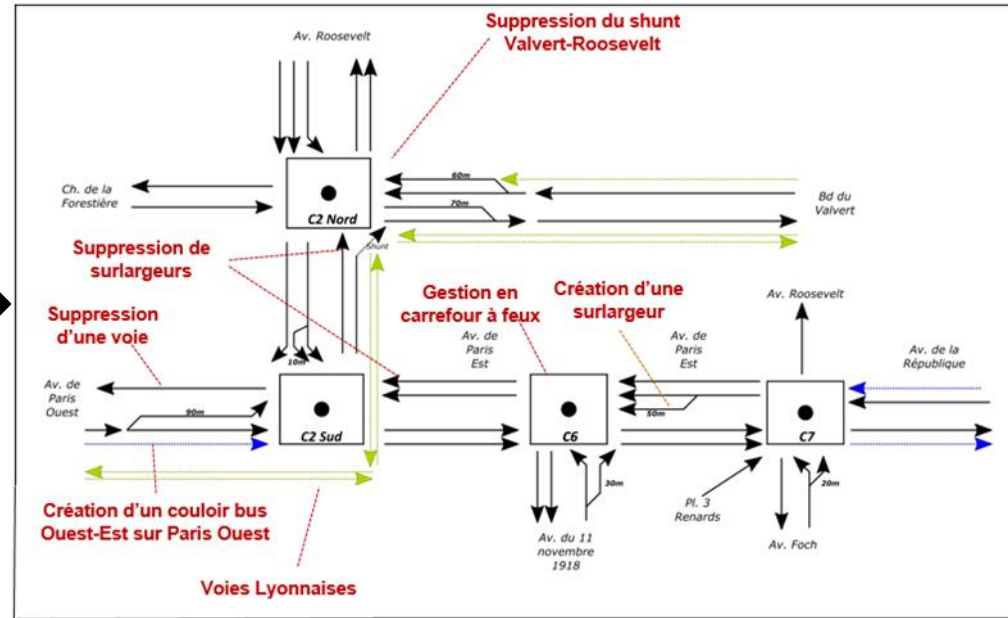 Suppression du shunt
Valvert-Roosevelt
Av. Roosevelt
60m
Ch. de la
Forestière
Bd du
Valvert
70m
C2 Nord
Shunt
Suppression de
surlargeurs
Gestion en
carrefour à feux
Création d'une
surlargeur
Av. Roosevelt
Suppression
d'une voie
Av. de
Paris
Est
Av. de
Paris
Est
Av. de la
République
10m
Av. de
Paris
Ouest
90m
50m
C2 Sud
C6
C7
30m
20m
Pl. 3
Renards
Création d'un couloir bus
Ouest-Est sur Paris Ouest
Av. du 11
novembre
1918
Av. Foch
Voies Lyonnaises